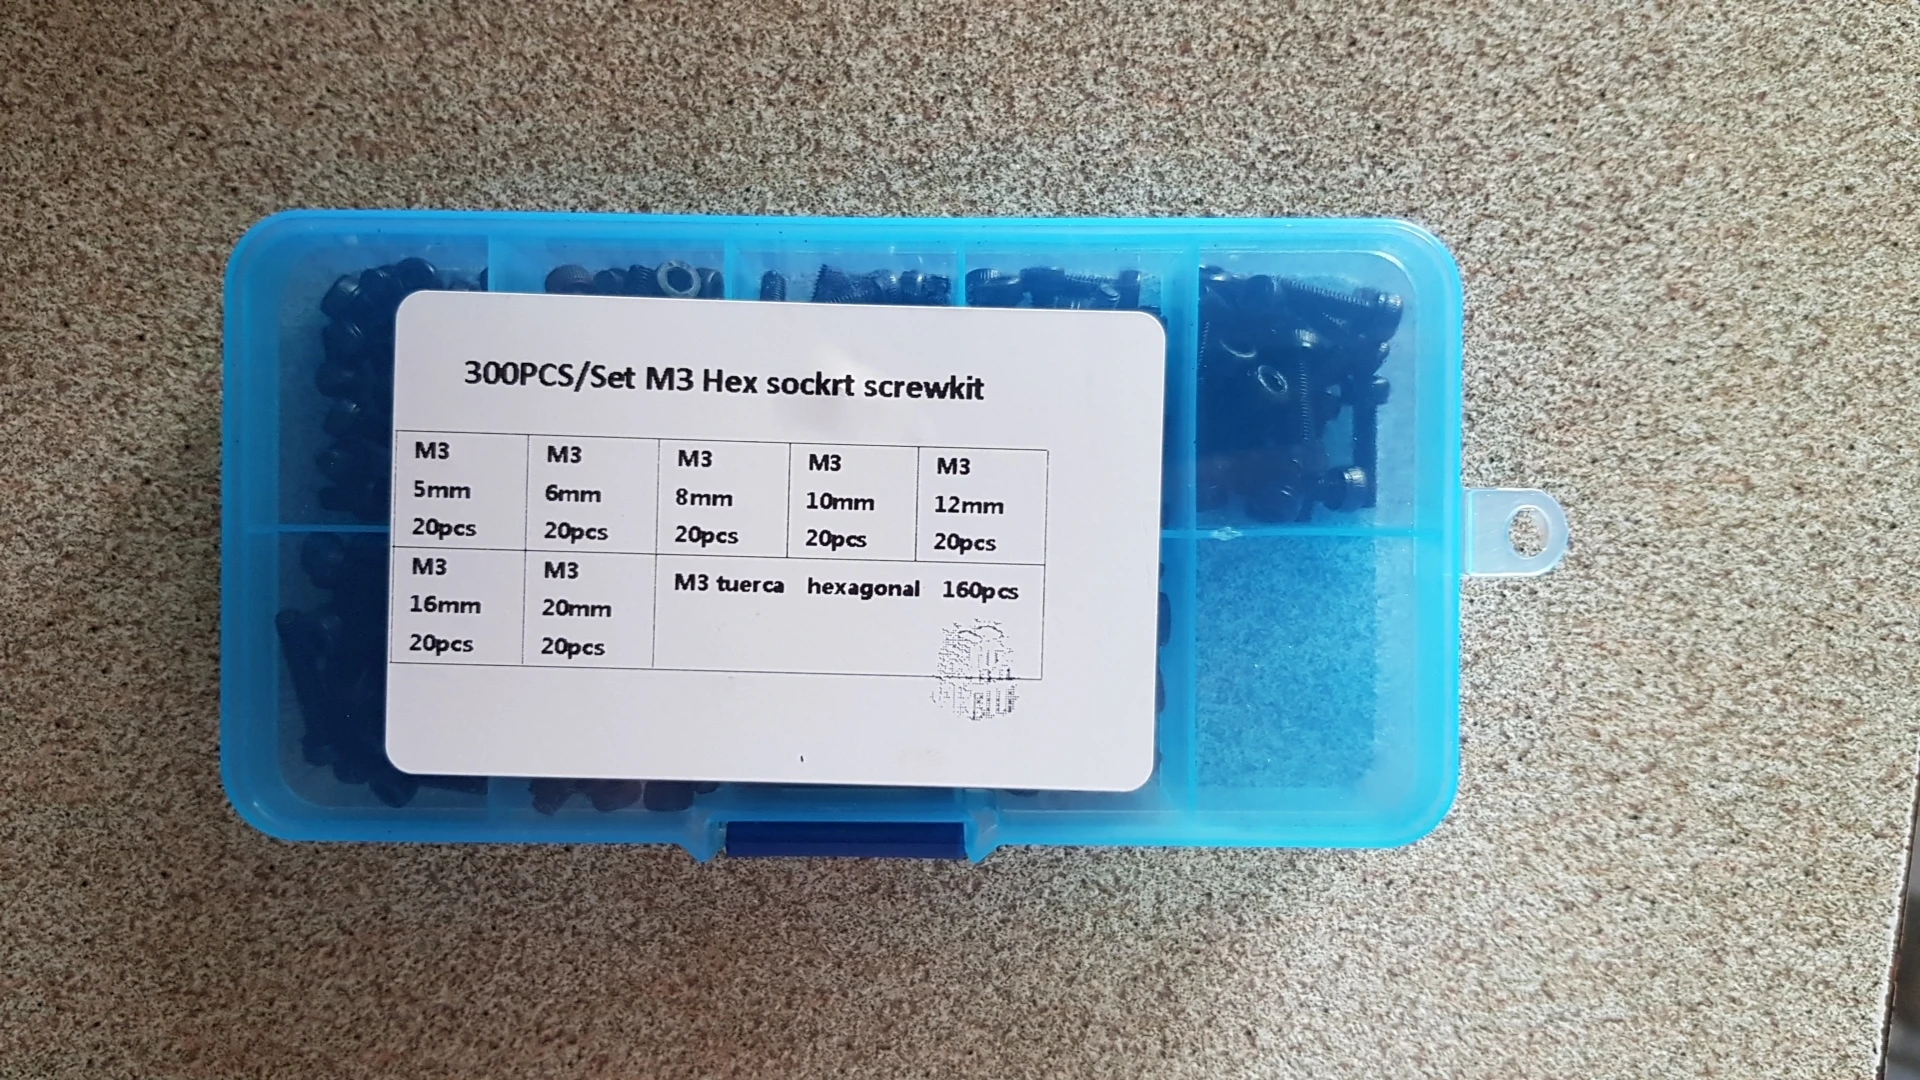 300PCS/Set M3 Hex sockrt screwkit
M3
5mm
20pcs
M3
6mm
20pcs
M3
8mm
20pcs
M3
10mm
20pcs
M3
12mm
20pcs
M3
16mm
20pcs
M3
20mm
20pcs
M3 tuerca hexagonal 160pcs